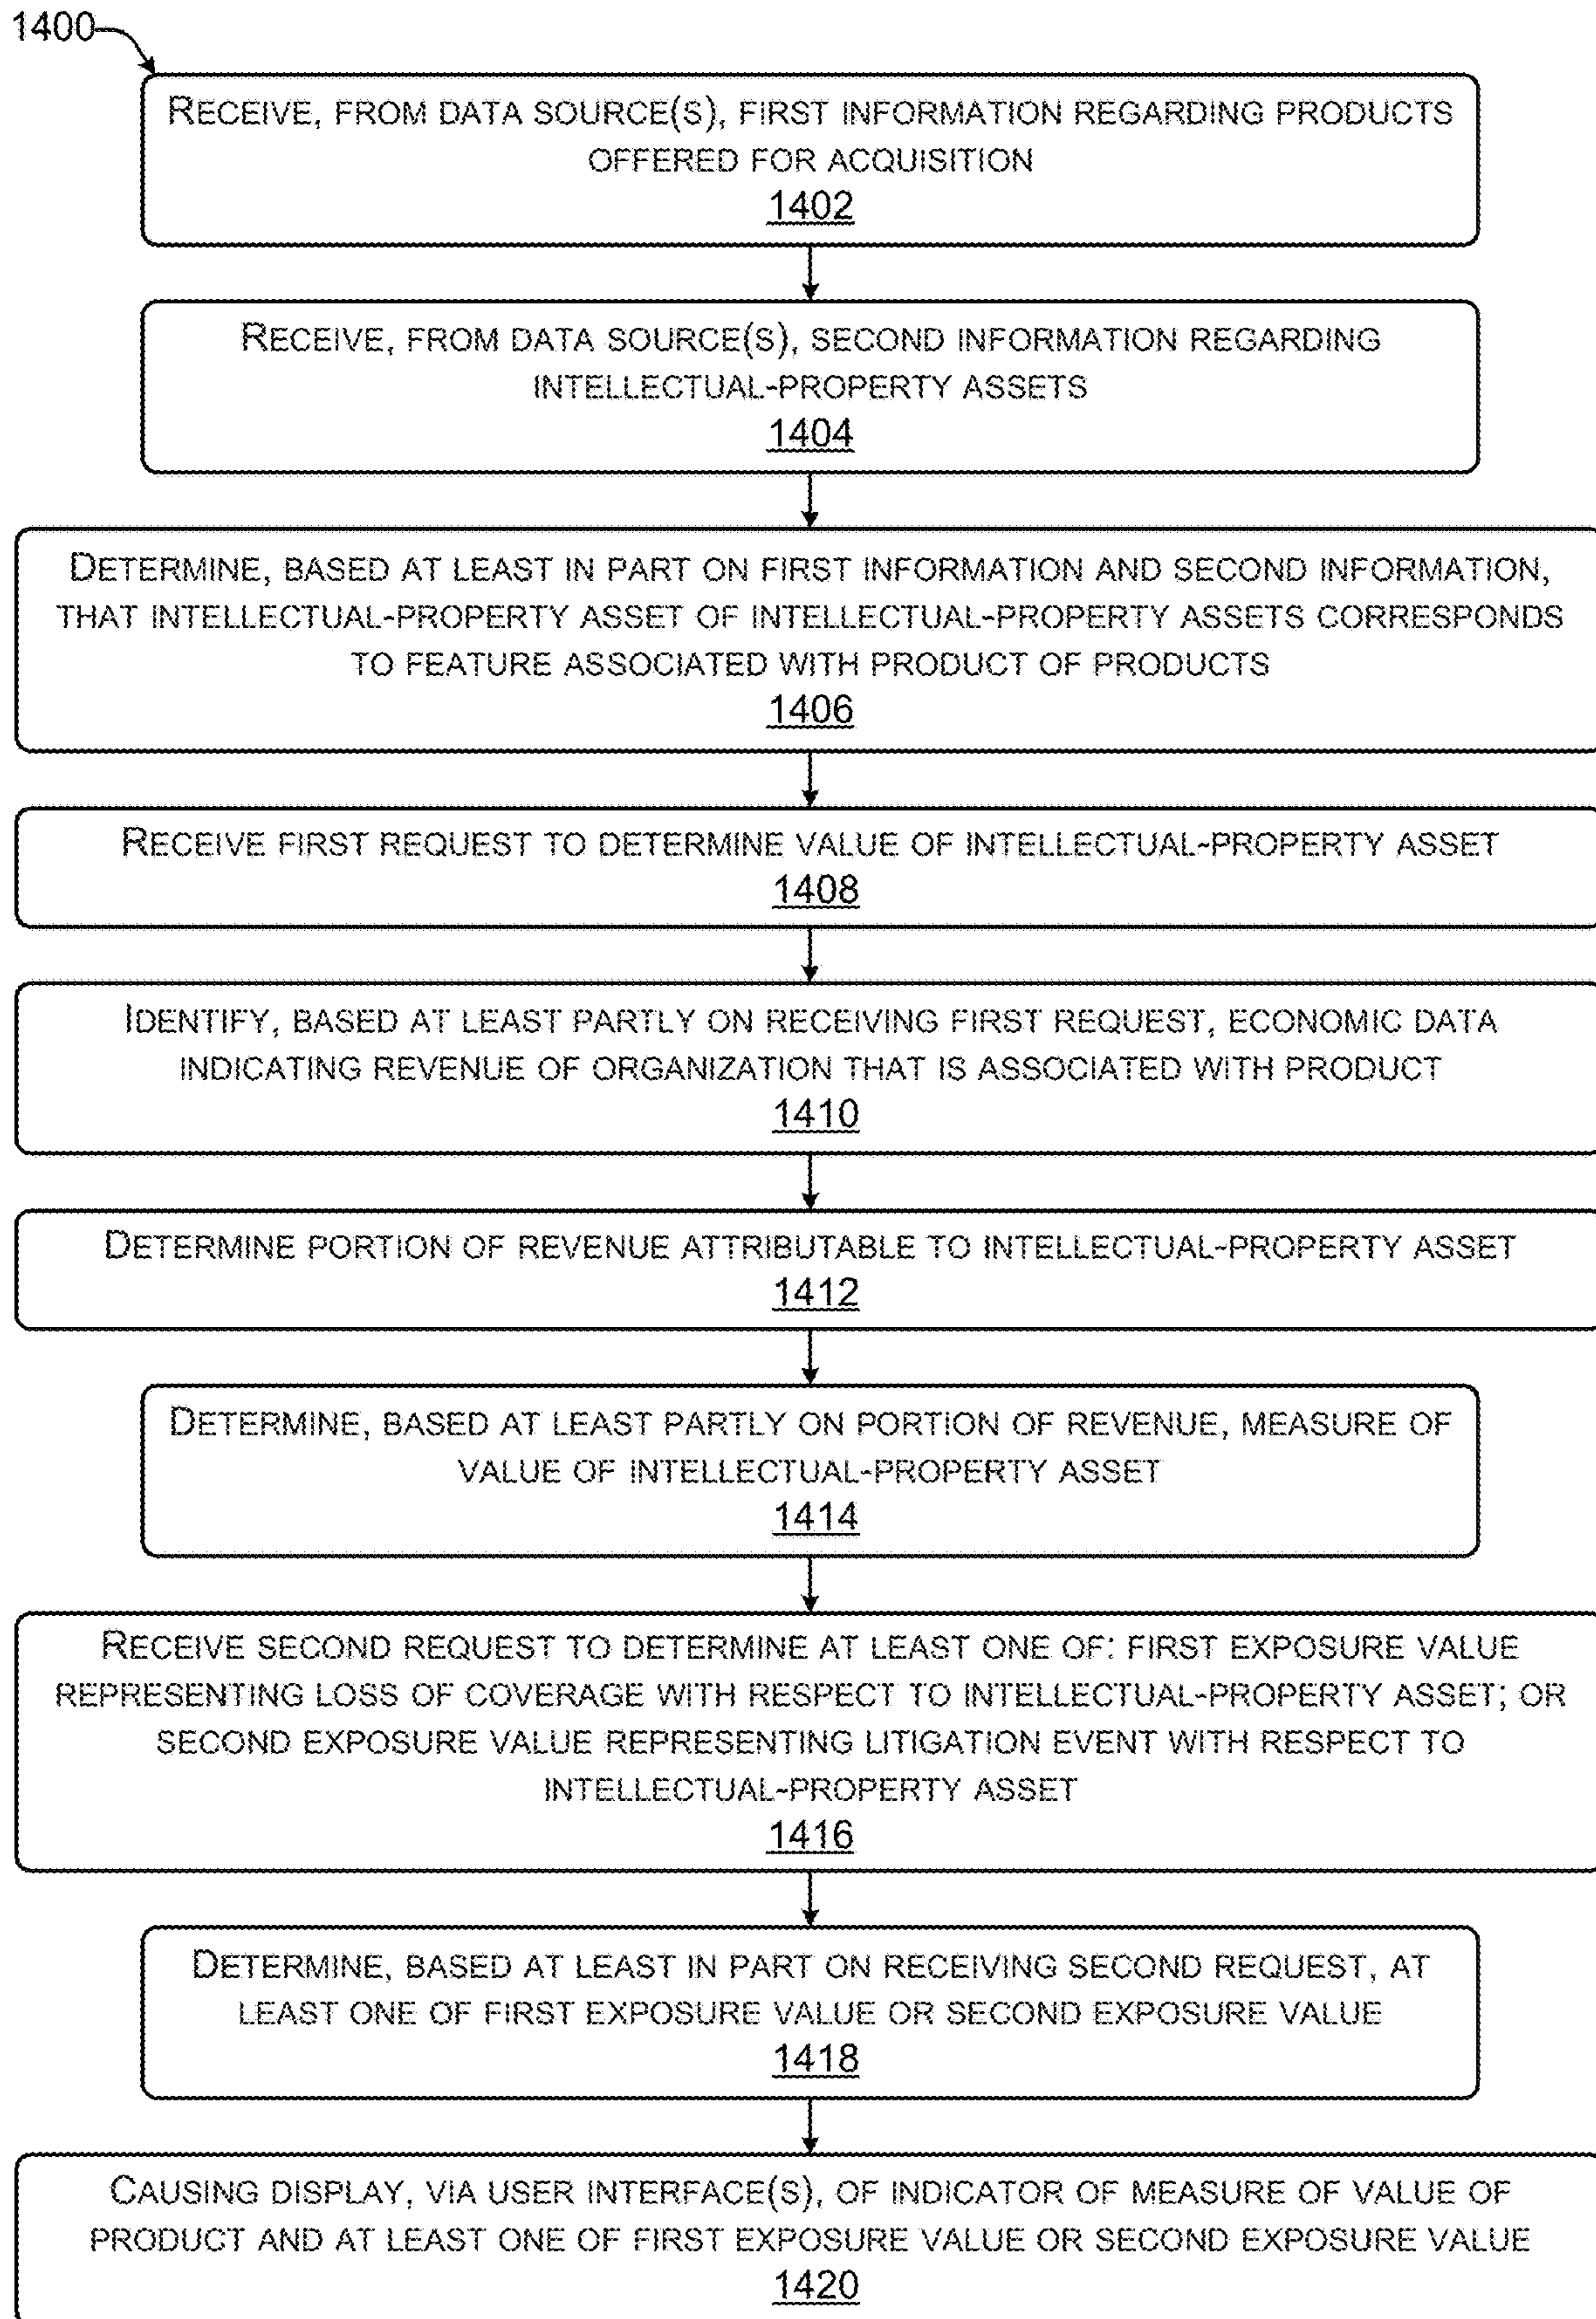 1400
RECEIVE, FROM DATA SOURCE(S), FIRST INFORMATION REGARDING PRODUCTS
OFFERED FOR ACQUISITION
1402
RECEIVE, FROM DATA SOURCE(S), SECOND INFORMATION REGARDING
INTELLECTUAL-PROPERTY ASSETS
1404
DETERMINE, BASED AT LEAST IN PART ON FIRST INFORMATION AND SECOND INFORMATION,
THAT INTELLECTUAL-PROPERTY ASSET OF INTELLECTUAL-PROPERTY ASSETS CORRESPONDS
TO FEATURE ASSOCIATED WITH PRODUCT OF PRODUCTS
1406
RECEIVE FIRST REQUEST TO DETERMINE VALUE OF INTELLECTUAL-PROPERTY ASSET
1408
IDENTIFY, BASED AT LEAST PARTLY ON RECEIVING FIRST REQUEST, ECONOMIC DATA
INDICATING REVENUE OF ORGANIZATION THAT IS ASSOCIATED WITH PRODUCT
1410
DETERMINE PORTION OF REVENUE ATTRIBUTABLE TO INTELLECTUAL-PROPERTY ASSET
1412
DETERMINE, BASED AT LEAST PARTLY ON PORTION OF REVENUE, MEASURE OF
VALUE OF INTELLECTUAL-PROPERTY ASSET
1414
RECEIVE SECOND REQUEST TO DETERMINE AT LEAST ONE OF: FIRST EXPOSURE VALUE
REPRESENTING LOSS OF COVERAGE WITH RESPECT TO INTELLECTUAL-PROPERTY ASSET; OR
SECOND EXPOSURE VALUE REPRESENTING LITIGATION EVENT WITH RESPECT TO
INTELLECTUAL-PROPERTY ASSET
1416
DETERMINE, BASED AT LEAST IN PART ON RECEIVING SECOND REQUEST, AT
LEAST ONE OF FIRST EXPOSURE VALUE OR SECOND EXPOSURE VALUE
1418
CAUSING DISPLAY, VIA USER INTERFACE(S), OF INDICATOR OF MEASURE OF VALUE OF
PRODUCT AND AT LEAST ONE OF FIRST EXPOSURE VALUE OR SECOND EXPOSURE VALUE
1420